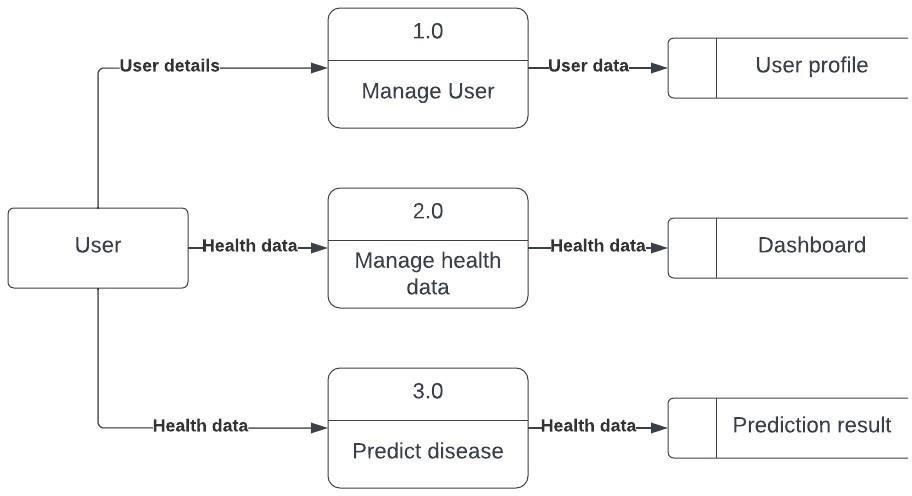 1.0
User details
Manage User
User data
User profile
User
Health data
2.0
Manage health
data
Health data
Dashboard
Health data
3.0
Predict disease
Health data
Prediction result